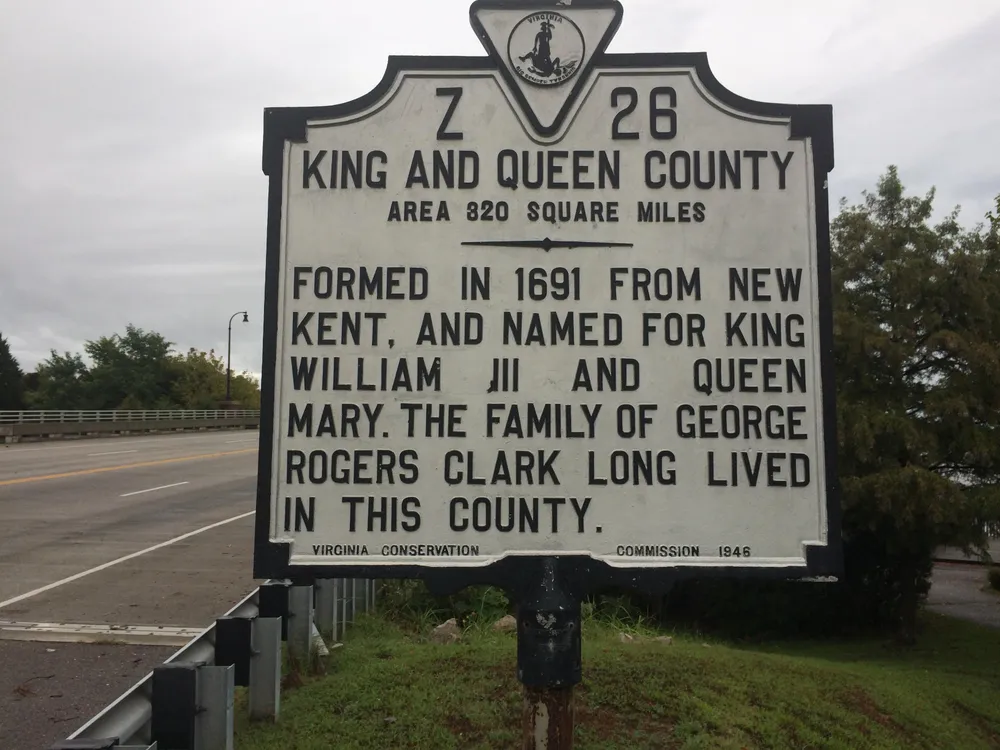 VIRGINIA
Z 26
KING AND QUEEN COUNTY
AREA 320 SQUARE MILES
FORMED IN 1691 FROM NEW
KENT, AND NAMED FOR KING
WILLIAM III AND QUEEN
MARY. THE FAMILY OF GEORGE
ROGERS CLARK LONG LIVED
IN THIS COUNTY.
VIRGINIA CONSERVATION COMMISSION 1946